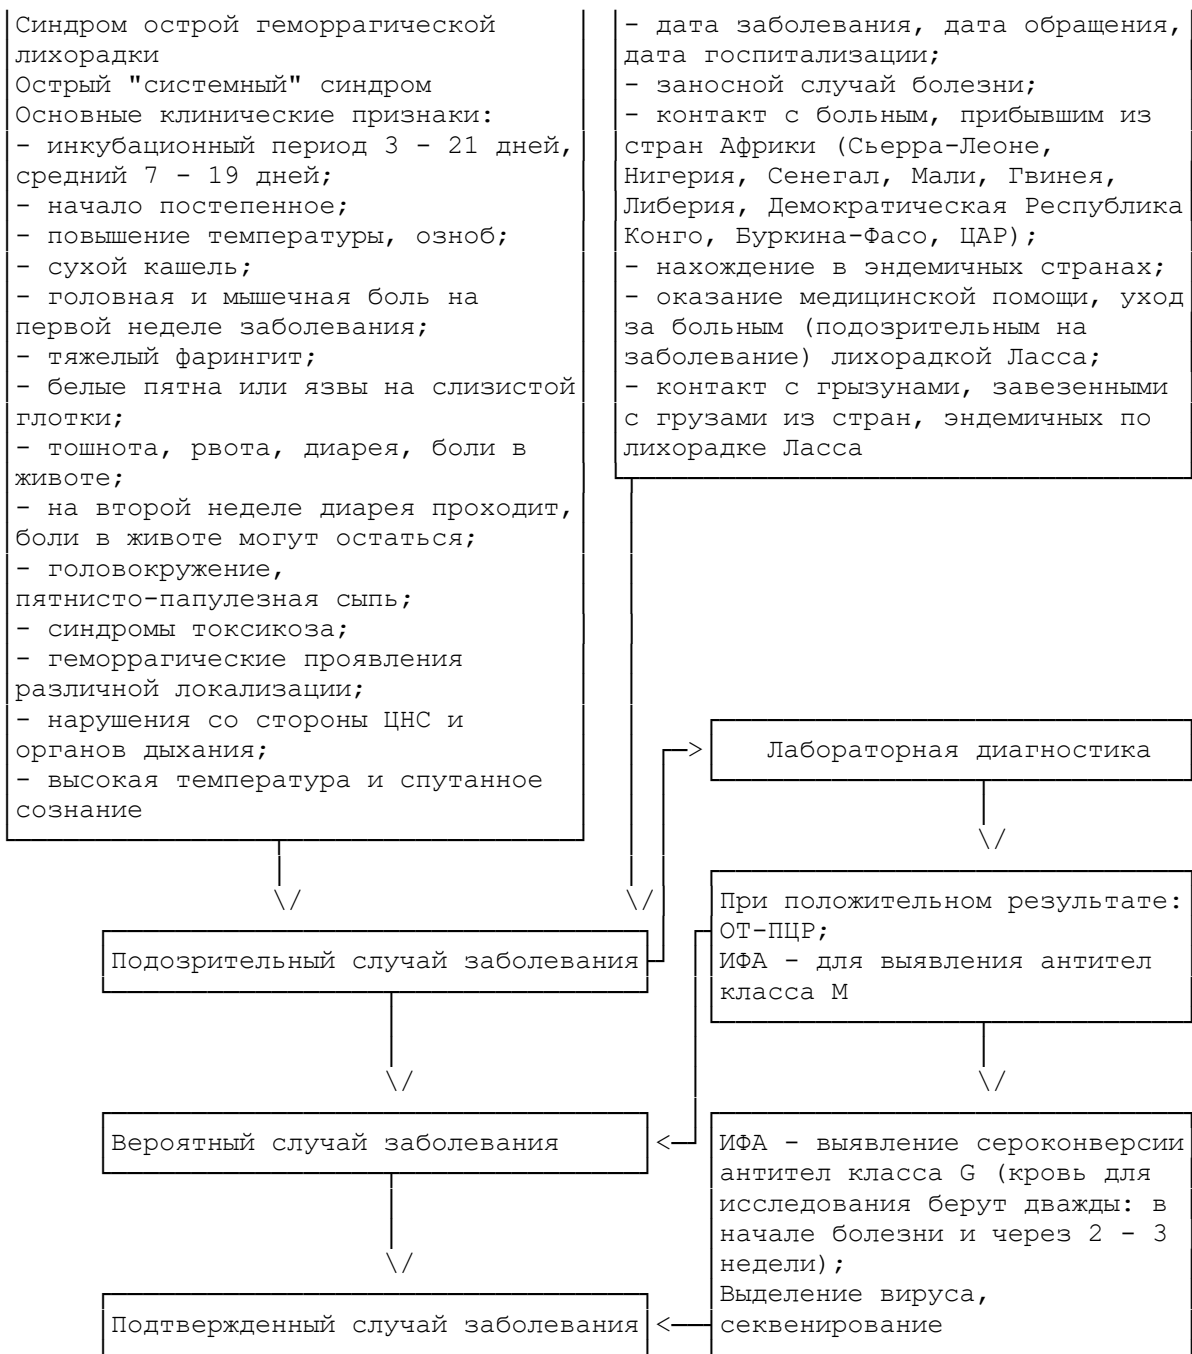 Синдром острой геморрагической
лихорадки
Острый "системный" синдром
Основные клинические признаки:
- инкубационный период 3 - 21 дней,
средний 7 - 19 дней;
- начало постепенное;
- повышение температуры, озноб;
- сухой кашель;
- головная и мышечная боль на
первой неделе заболевания;
- тяжелый фарингит;
- белые пятна или язвы на слизистой
глотки;
- тошнота, рвота, диарея, боли в
животе;
- на второй неделе диарея проходит,
боли в животе могут остаться;
- головокружение,
пятнисто-папулезная сыпь;
- синдромы токсикоза;
- геморрагические проявления
различной локализации;
- нарушения со стороны ЦНС и
органов дыхания;
- высокая температура и спутанное
сознание
- дата заболевания, дата обращения,
дата госпитализации;
- заносной случай болезни;
- контакт с больным, прибывшим из
стран Африки (Сьерра-Леоне,
Нигерия, Сенегал, Мали, Гвинея,
Либерия, Демократическая Республика
Конго, Буркина-Фасо, ЦАР);
- нахождение в эндемичных странах;
- оказание медицинской помощи, уход
за больным (подозрительным на
заболевание) лихорадкой Ласса;
- контакт с грызунами, завезенными
с грузами из стран, эндемичных по
лихорадке Ласса
Лабораторная диагностика
При положительном результате:
ОТ-ПЦР;
ИФА - для выявления антител
класса М
Подозрительный случай заболевания
Вероятный случай заболевания
ИФА - выявление сероконверсии
антител класса G (кровь для
исследования берут дважды: в
начале болезни и через 2 - 3
недели);
Выделение вируса,
секвенирование
Подтвержденный случай заболевания